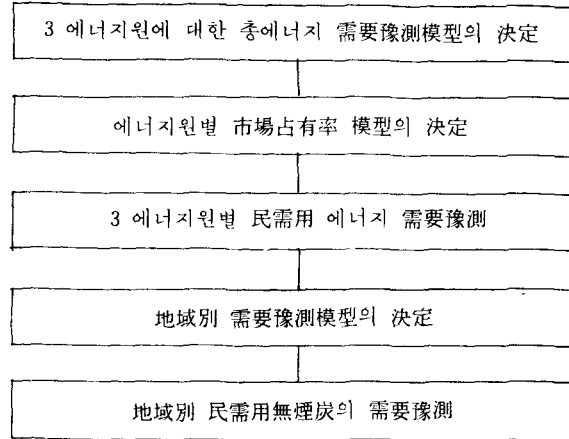 3 에너지원에 대한 총에너지 需要豫測模型의 決定
에너지원별 市場占有率 模型의 決定
3 에너지원별 民需用 에너지 需要豫測
地域別 需要豫測模型의 決定
地域別 民需用無煙炭의 需要豫測